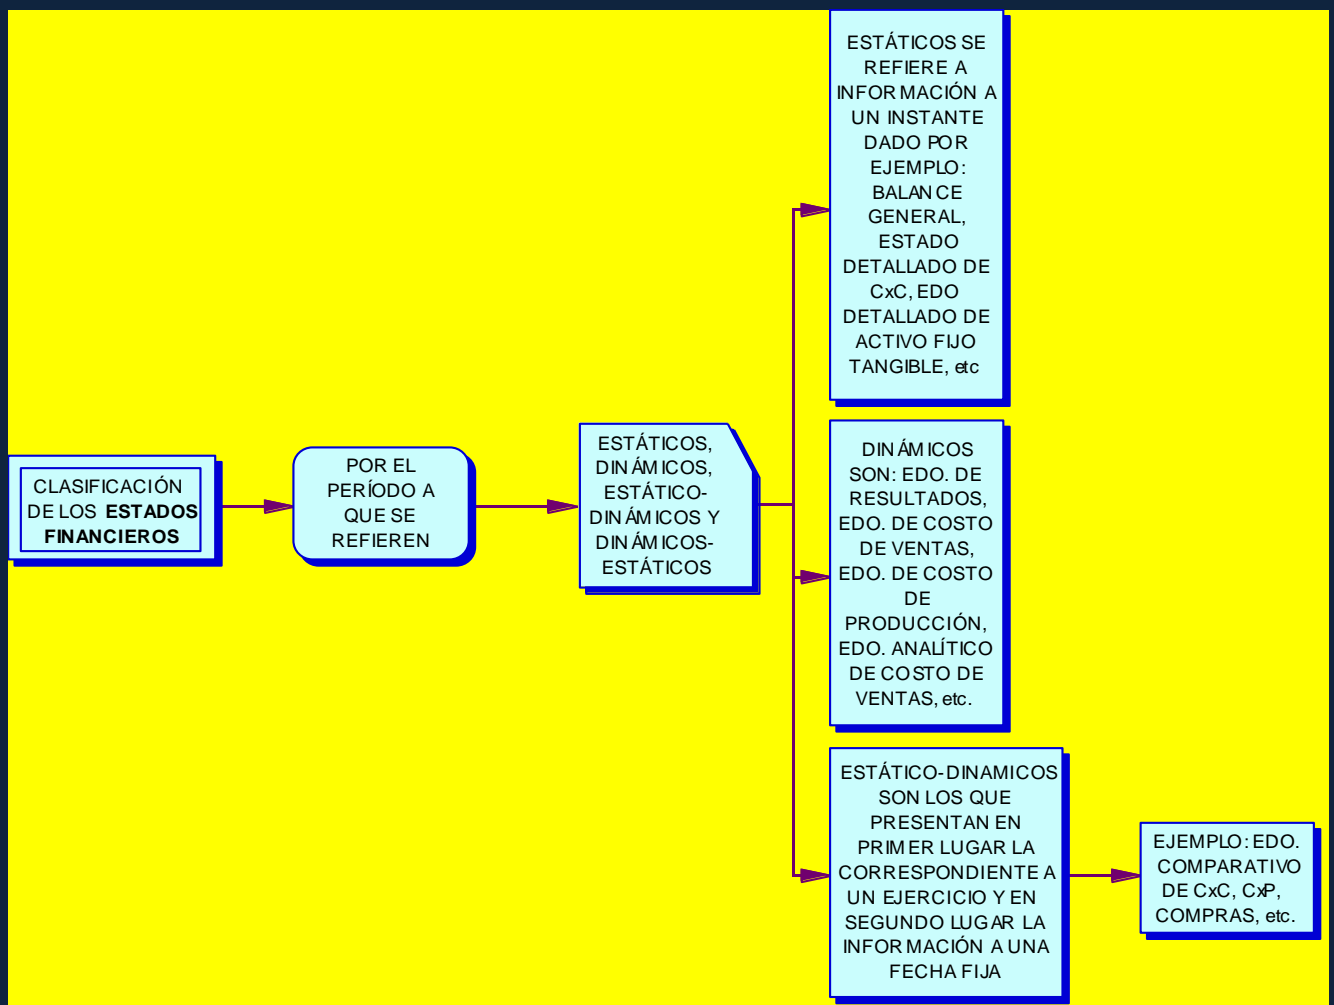 CLASIFICACIÓN
DE LOS ESTADOS
FINANCIEROS
POR EL
PERÍODO A
QUE SE
REFIEREN
ESTÁTICOS,
DINÁMICOS,
ESTÁTICO-
DINÁMICOS Y
DINÁMICOS-
ESTÁTICOS
ESTÁTICOS SE
REFIERE A
INFORMACIÓN A
UN INSTANTE
DADO POR
EJEMPLO:
BALANCE
GENERAL,
ESTADO
DETALLADO DE
CxC, EDO
DETALLADO DE
ACTIVO FIJO
TANGIBLE, etc
DINÁMICOS
SON: EDO. DE
RESULTADOS,
EDO. DE COSTO
DE VENTAS,
EDO. DE COSTO
DE
PRODUCCIÓN,
EDO. ANALÍTICO
DE COSTO DE
VENTAS, etc.
ESTÁTICO-DINAMICOS
SON LOS QUE
PRESENTAN EN
PRIMER LUGAR LA
CORRESPONDIENTE A
UN EJERCICIO Y EN
SEGUNDO LUGAR LA
INFORMACIÓN A UNA
FECHA FIJA
EJEMPLO: EDO.
COMPARATIVO
DE CxC, CxP,
COMPRAS, etc.